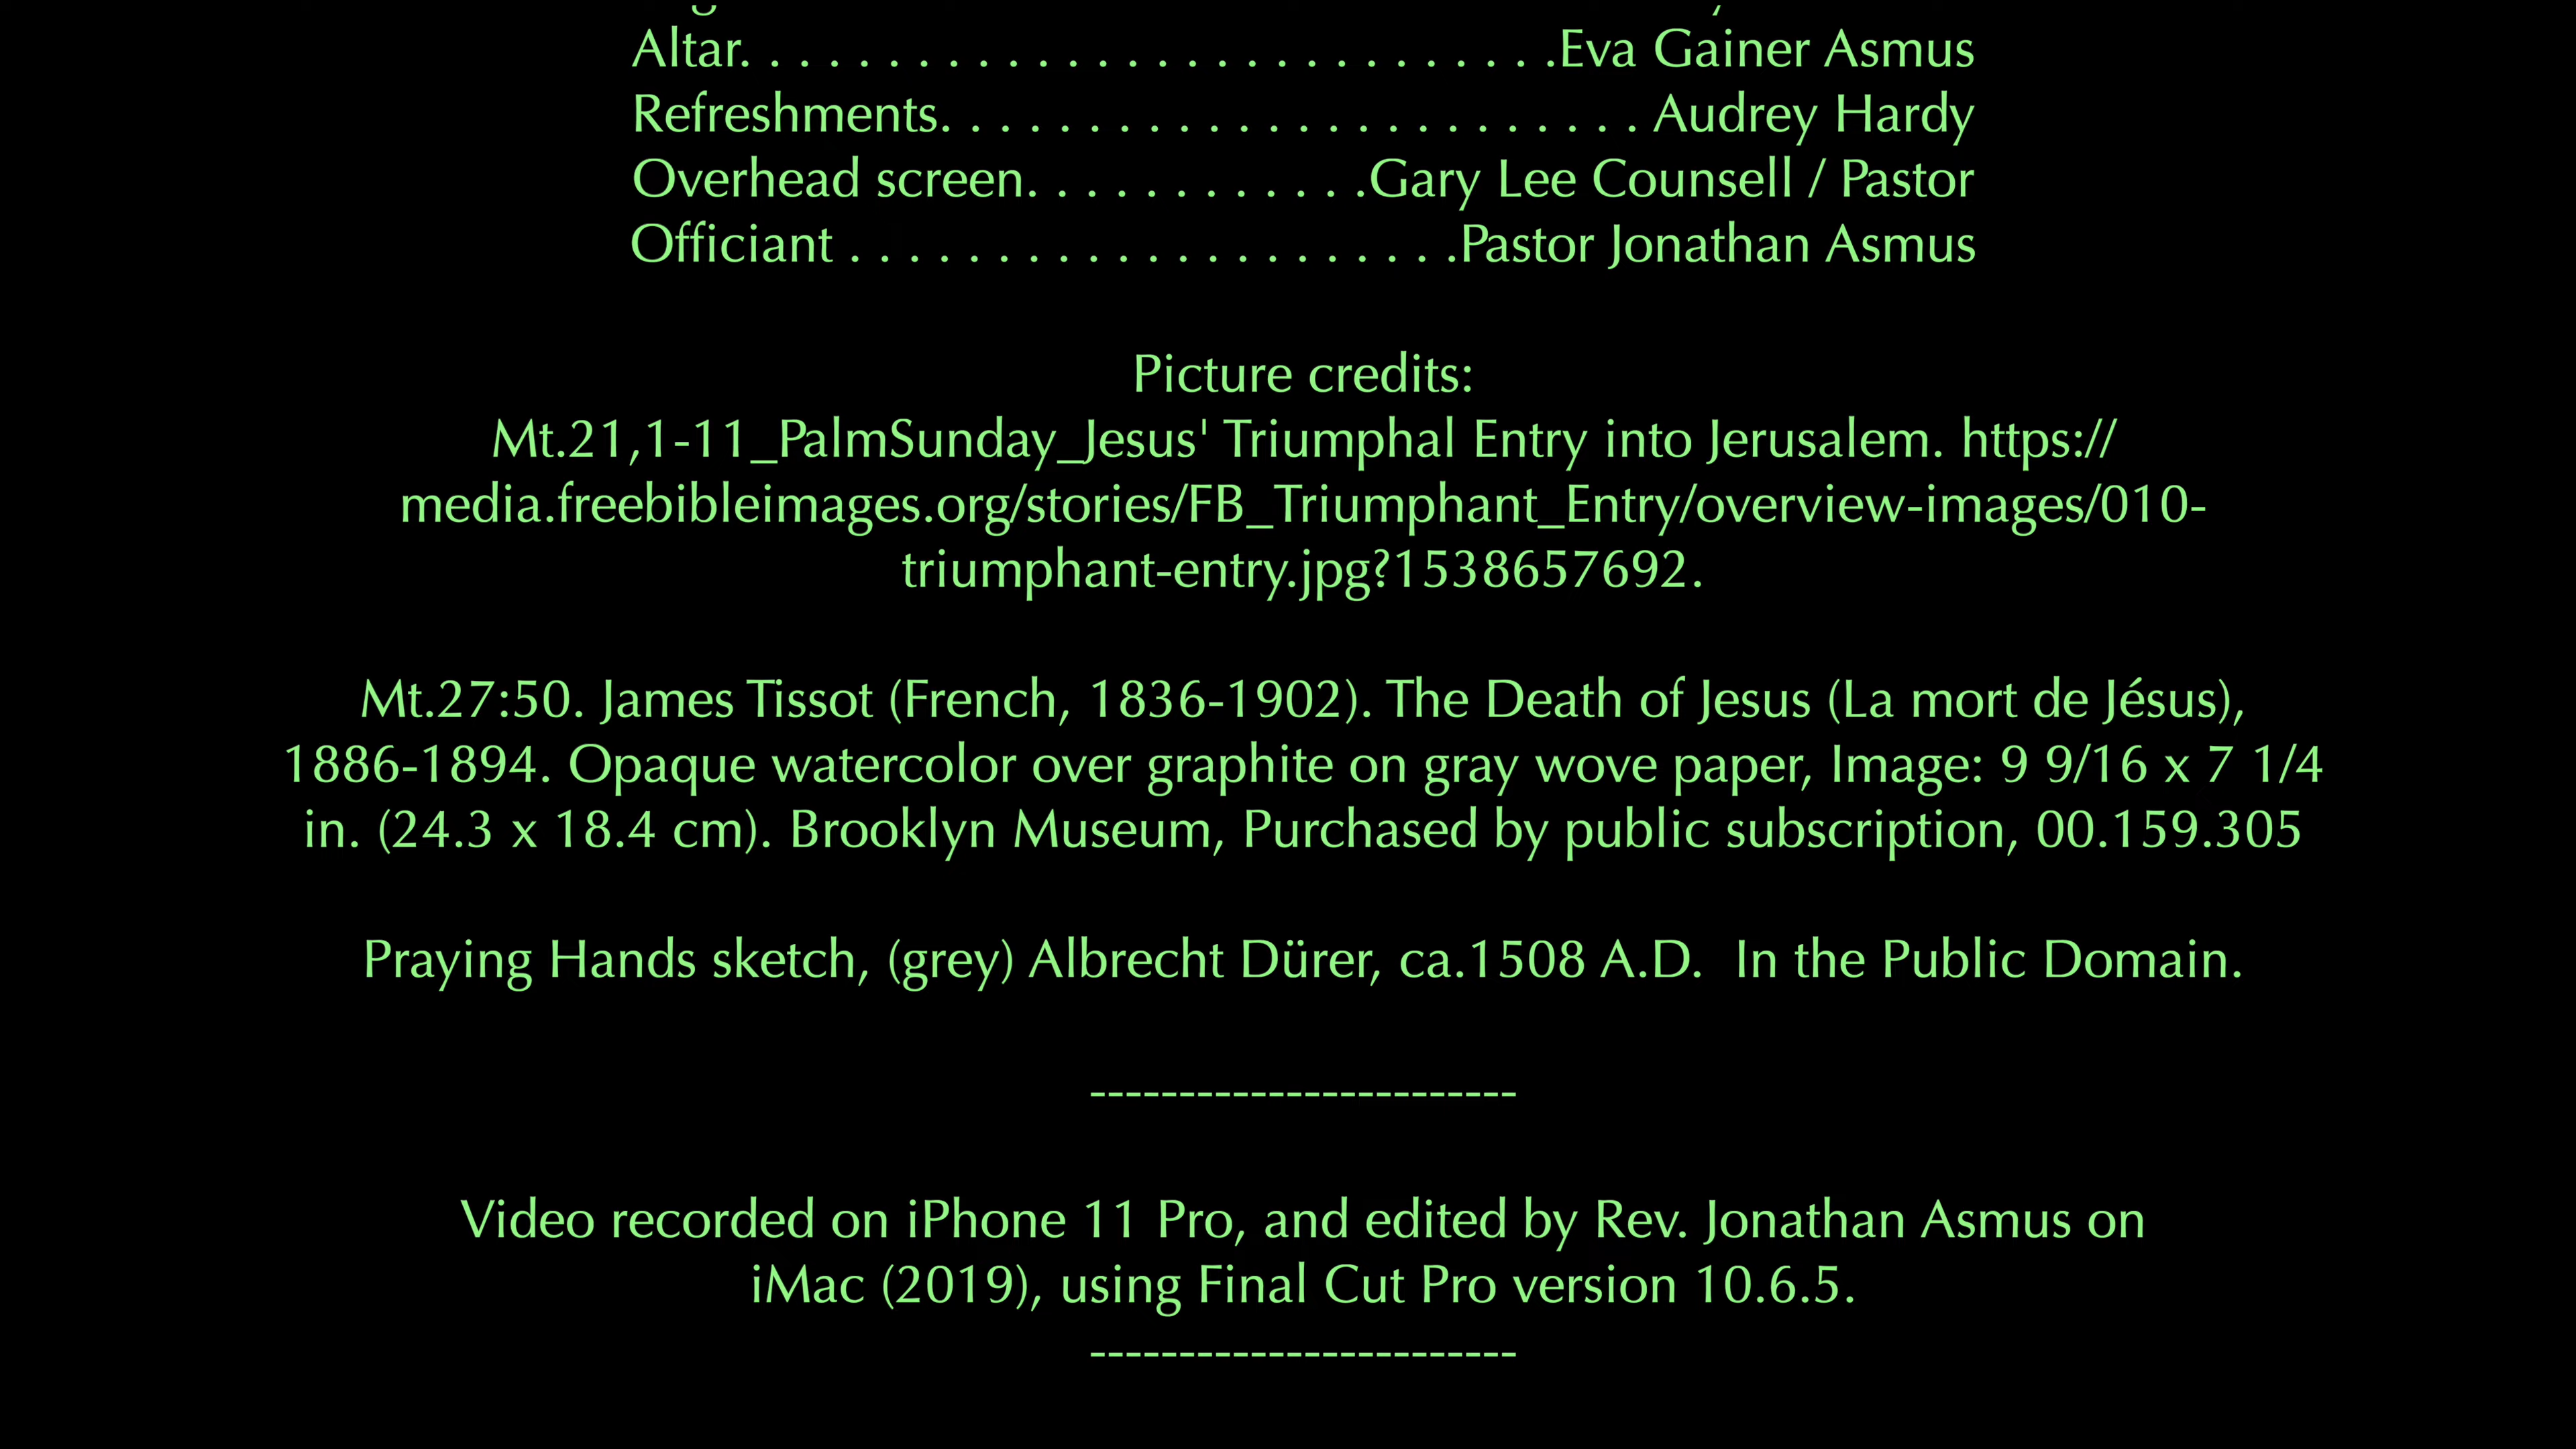 Altar. . . . . . . . . . . . . . . . . . . . . . . . . . . .Eva Gainer Asmus
Refreshments. . . . . . . . . . . . . . . . . . . . . . . . Audrey Hardy
Overhead screen. . . . . . . . . . . .Gary Lee Counsell / Pastor
Officiant . . . . . . . . . . . . . . . . . . . . .Pastor Jonathan Asmus
Picture credits:
Mt.21,1-11_PalmSunday_Jesus' Triumphal Entry into Jerusalem. https://
media.freebibleimages.org/stories/FB_Triumphant_Entry/overview-images/010-
triumphant-entry.jpg?1538657692.
Mt.27:50. James Tissot (French, 1836-1902). The Death of Jesus (La mort de Jésus),
1886-1894. Opaque watercolor over graphite on gray wove paper, Image: 9 9/16 x 7 1/4
in. (24.3 x 18.4 cm). Brooklyn Museum, Purchased by public subscription, 00.159.305
Praying Hands sketch, (grey) Albrecht Dürer, ca.1508 A.D.  In the Public Domain.
------------------------
Video recorded on iPhone 11 Pro, and edited by Rev. Jonathan Asmus on
iMac (2019), using Final Cut Pro version 10.6.5.
------------------------